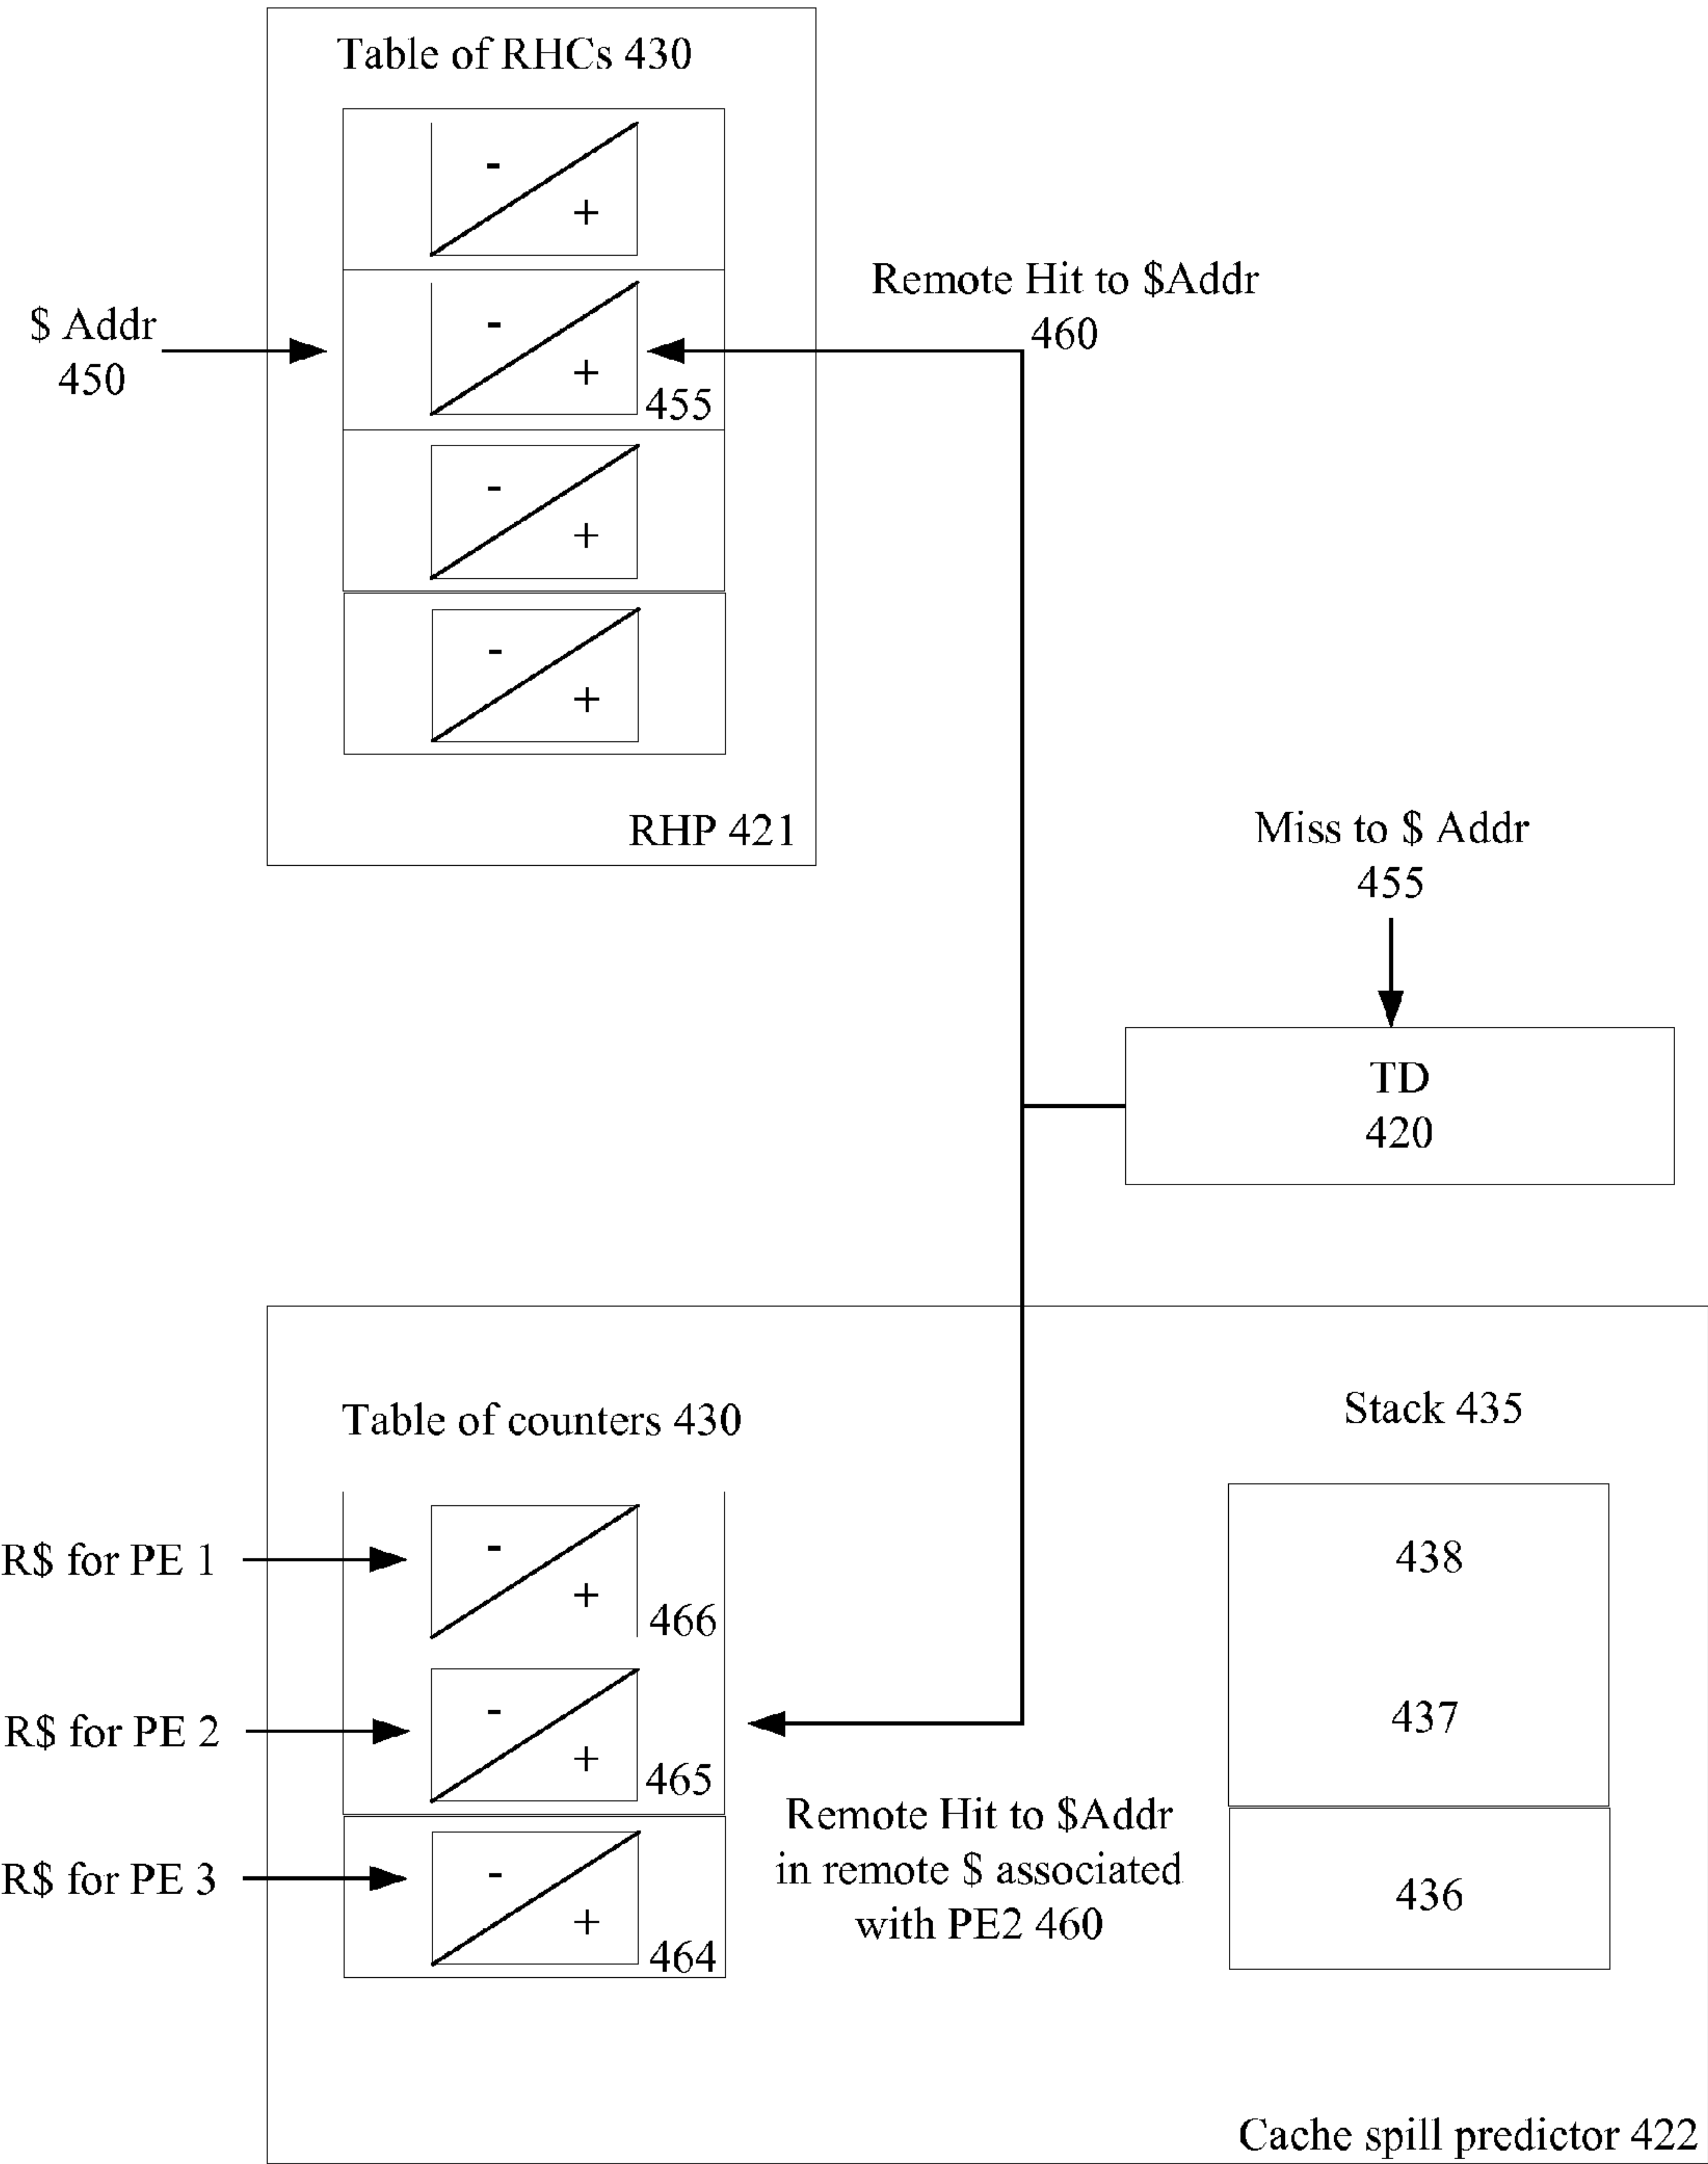 Table of RHCs 430
-
+
$ Addr
450
-
+
455
Remote Hit to $Addr
460
-
+
-
+
RHP 421
Miss to $ Addr
455
TD
420
Table of counters 430
Stack 435
R$ for PE 1
-
+
466
438
R$ for PE 2
-
+
465
437
R$ for PE 3
-
+
464
Remote Hit to $Addr
in remote $ associated
with PE2 460
436
Cache spill predictor 422